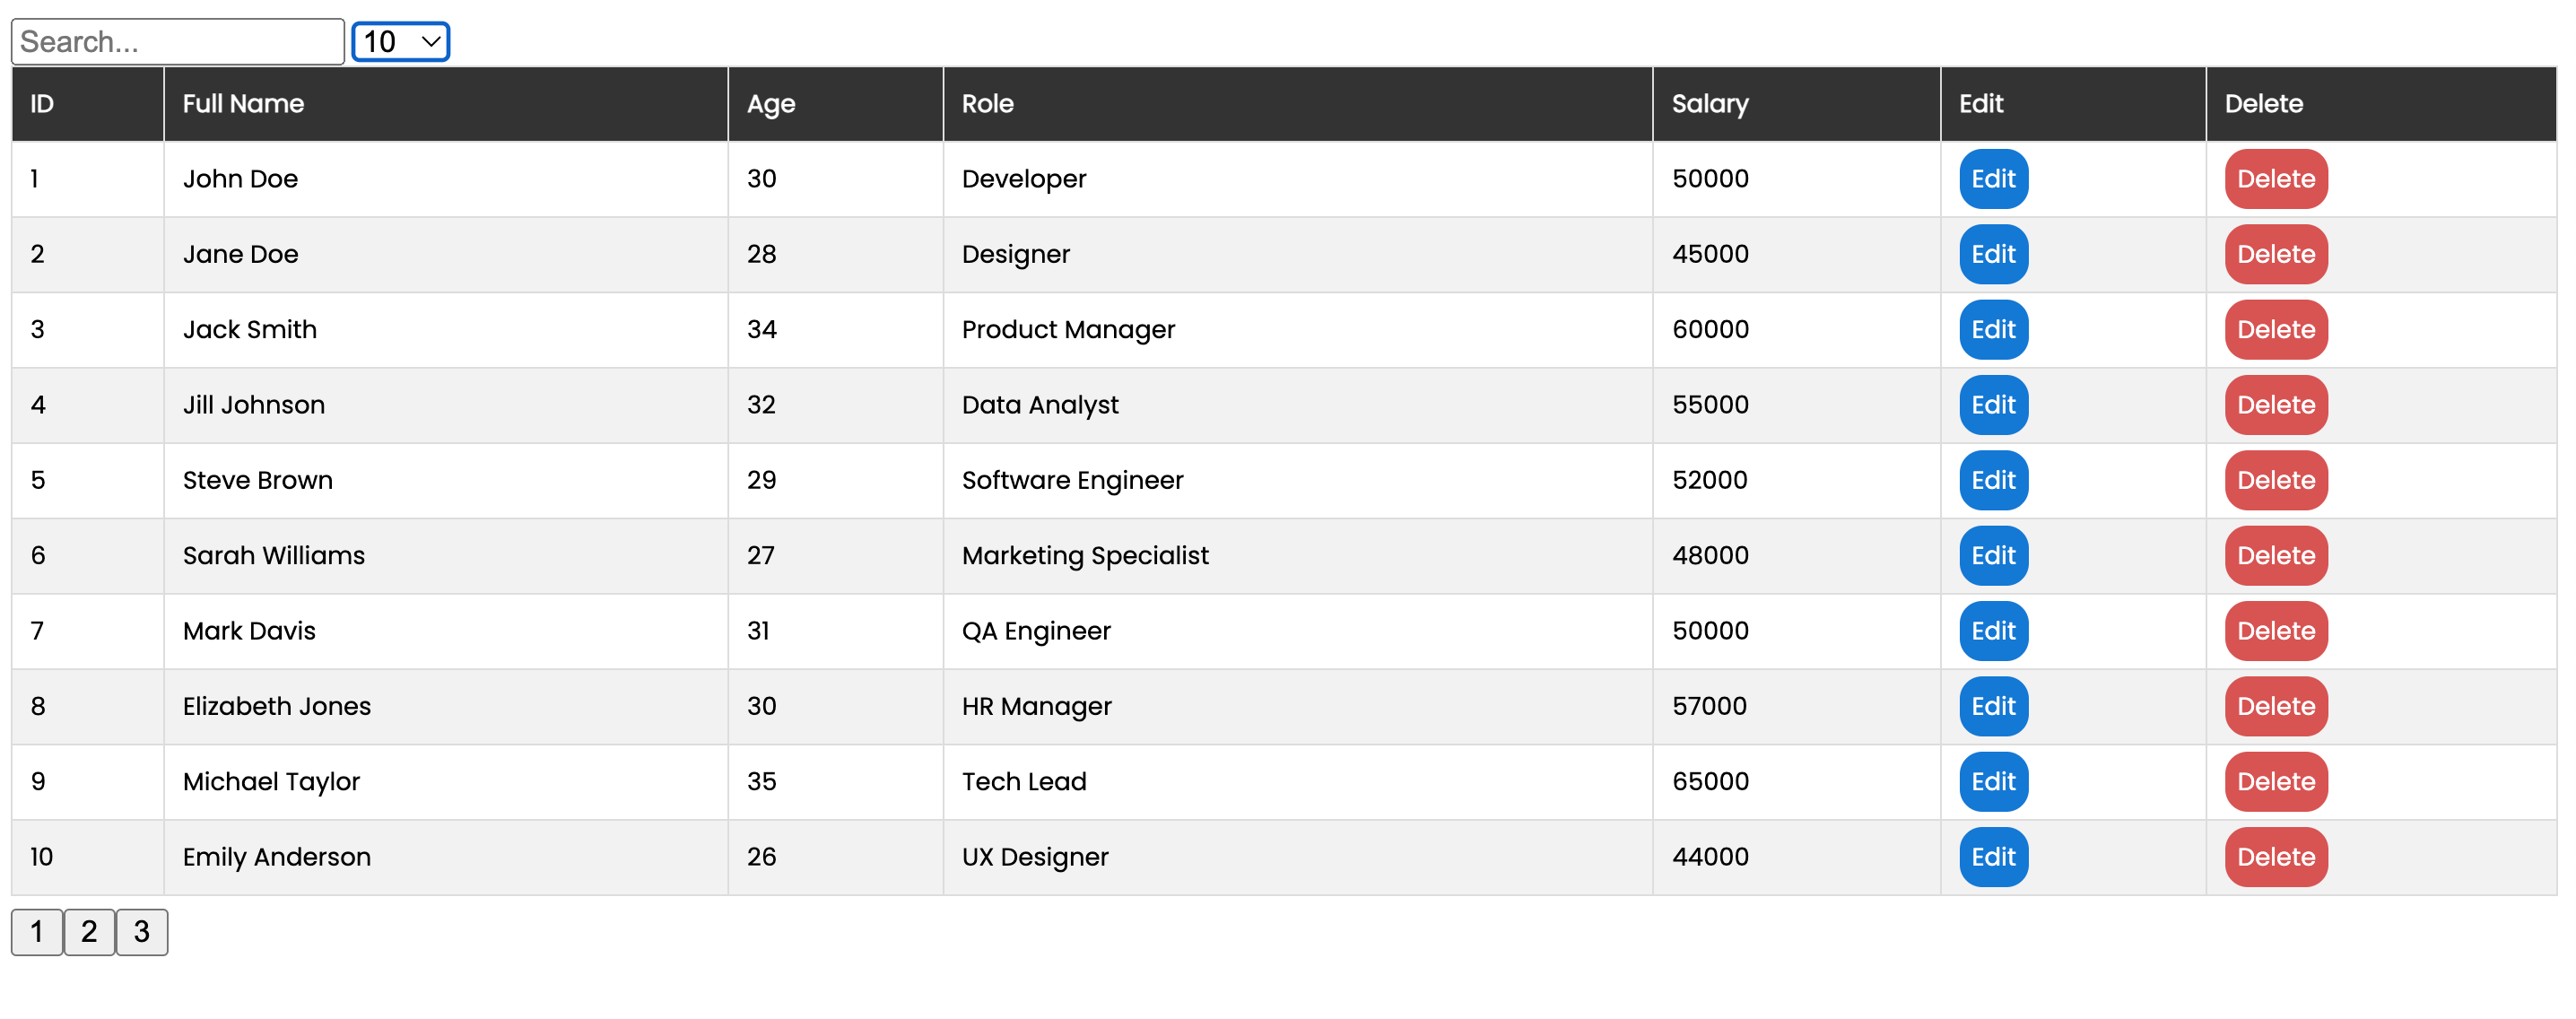 Search... 10
ID Full Name Age Role Salary Edit Delete
1 John Doe 30 Developer 50000 Edit Delete
2 Jane Doe 28 Designer 45000 Edit Delete
3 Jack Smith 34 Product Manager 60000 Edit Delete
4 Jill Johnson 32 Data Analyst 55000 Edit Delete
5 Steve Brown 29 Software Engineer 52000 Edit Delete
6 Sarah Williams 27 Marketing Specialist 48000 Edit Delete
7 Mark Davis 31 QA Engineer 50000 Edit Delete
8 Elizabeth Jones 30 HR Manager 57000 Edit Delete
9 Michael Taylor 35 Tech Lead 65000 Edit Delete
10 Emily Anderson 26 UX Designer 44000 Edit Delete
1 2 3